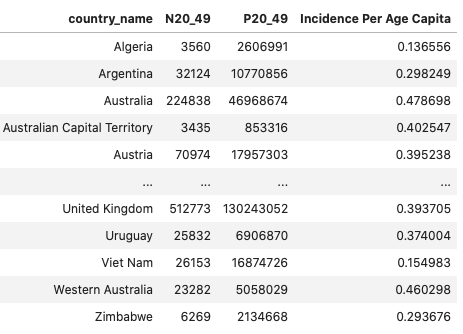 country_name N20_49 P20_49 Incidence Per Age Capita
Algeria 3560 2606991 0.136556
Argentina 32124 10770856 0.298249
Australia 224838 46968674 0.478698
Australian Capital Territory 3435 853316 0.402547
Austria 70974 17957303 0.395238
... ... ... ...
United Kingdom 512773 130243052 0.393705
Uruguay 25832 6906870 0.374004
Viet Nam 26153 16874726 0.154983
Western Australia 23282 5058029 0.460298
Zimbabwe 6269 2134668 0.293676